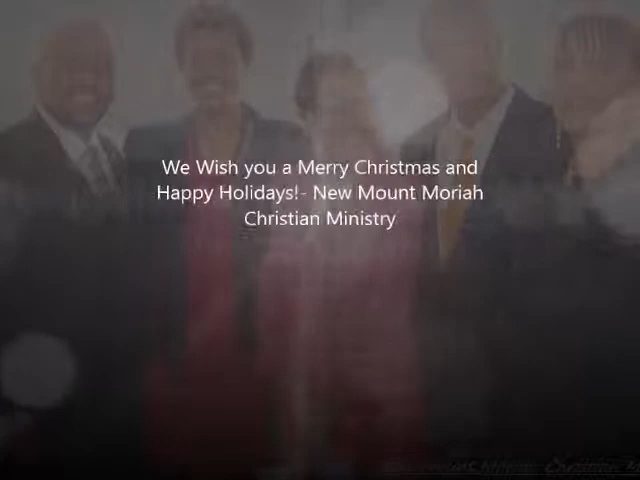 We Wish you a Merry Christmas and
Happy Holidays!- New Mount Moriah
Christian Ministry